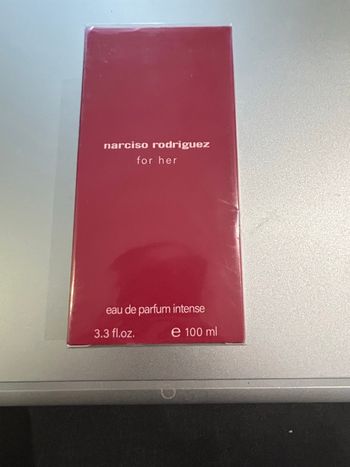 narciso rodriguez
for her
eau de parfum intense
3.3 fl.oz. e 100 ml